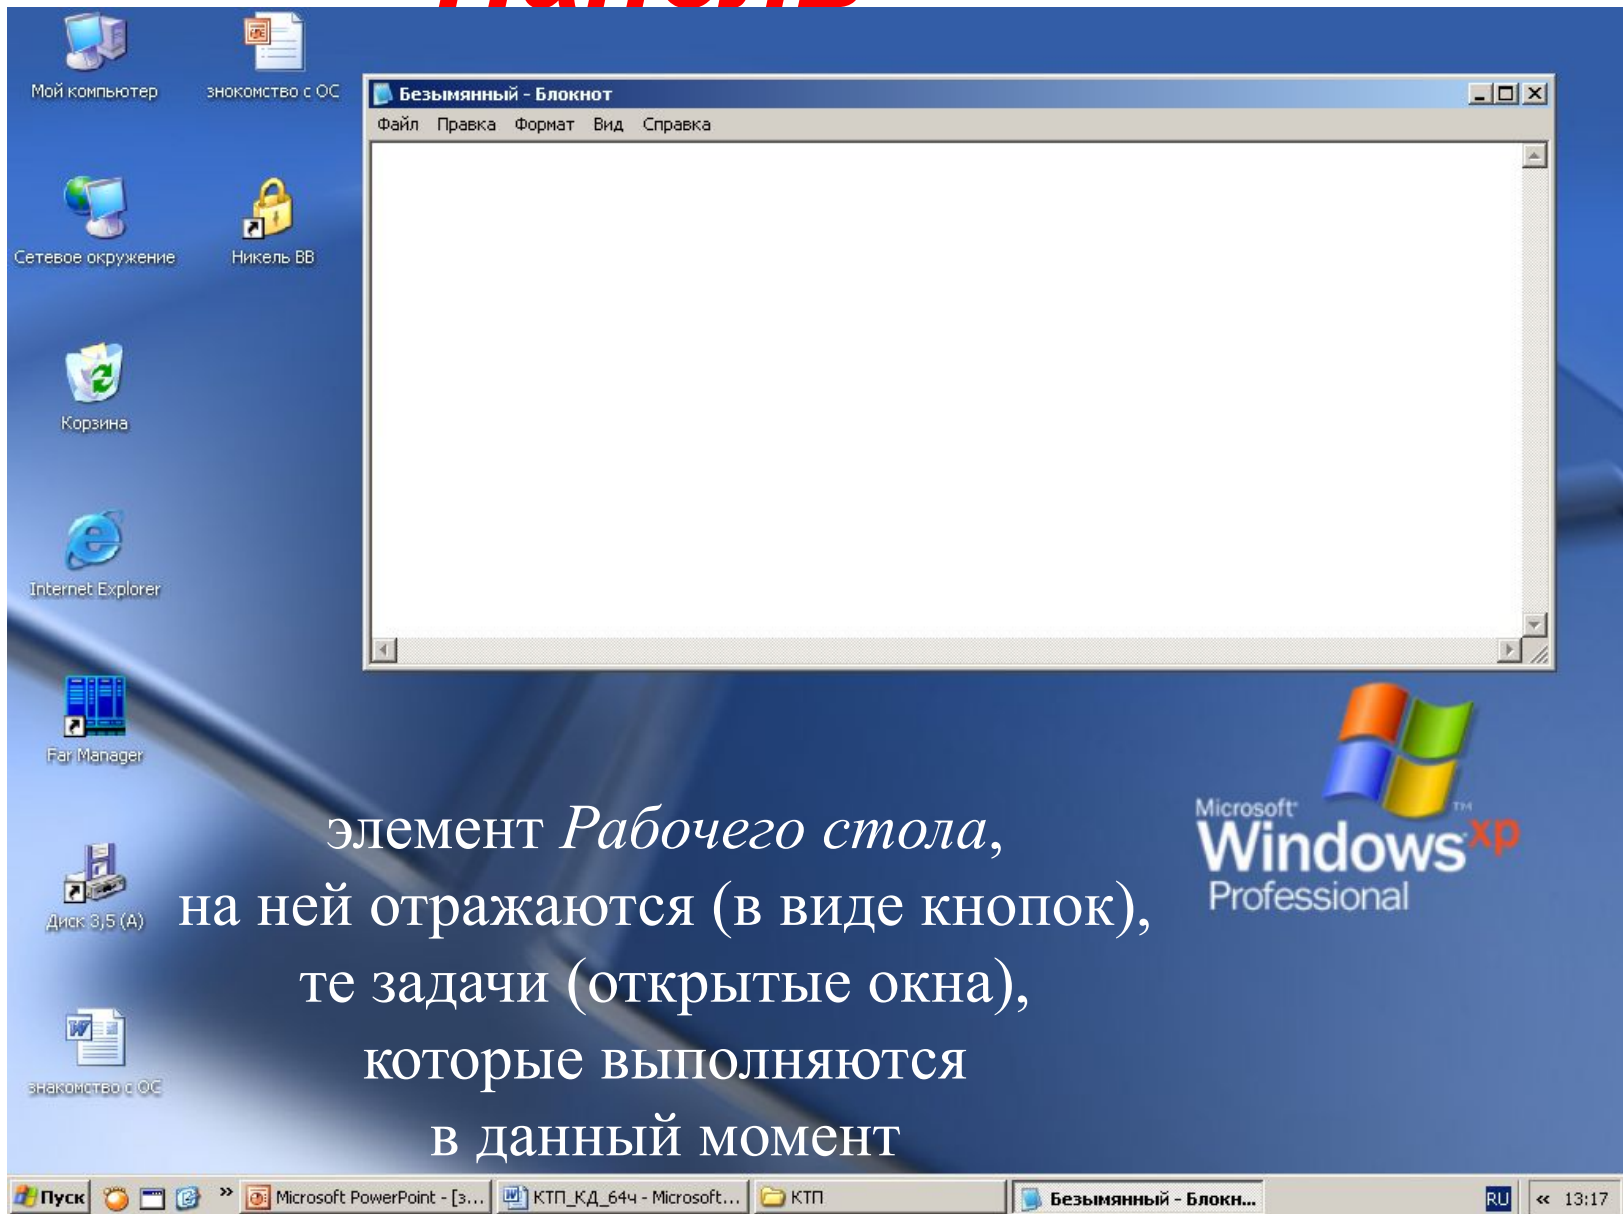 Панель
Мой компьютер
знокомство с ОС
Безымянный - Блокнот
Файл Правка Формат Вид Справка
Сетевое окружение
Никель ВВ
Корзина
Internet Explorer
Far Manager
Microsoft
Windows xp
TM
Professional
Диск 3,5 (A)
знакомство с ОС
элемент Рабочего стола,
на ней отражаются (в виде кнопок),
те задачи (открытые окна),
которые выполняются
в данный момент
Пуск » Microsoft PowerPoint - [з... КТП_КД_64ч - Microsoft... КТП Безымянный - Блокн... RU « 13:17